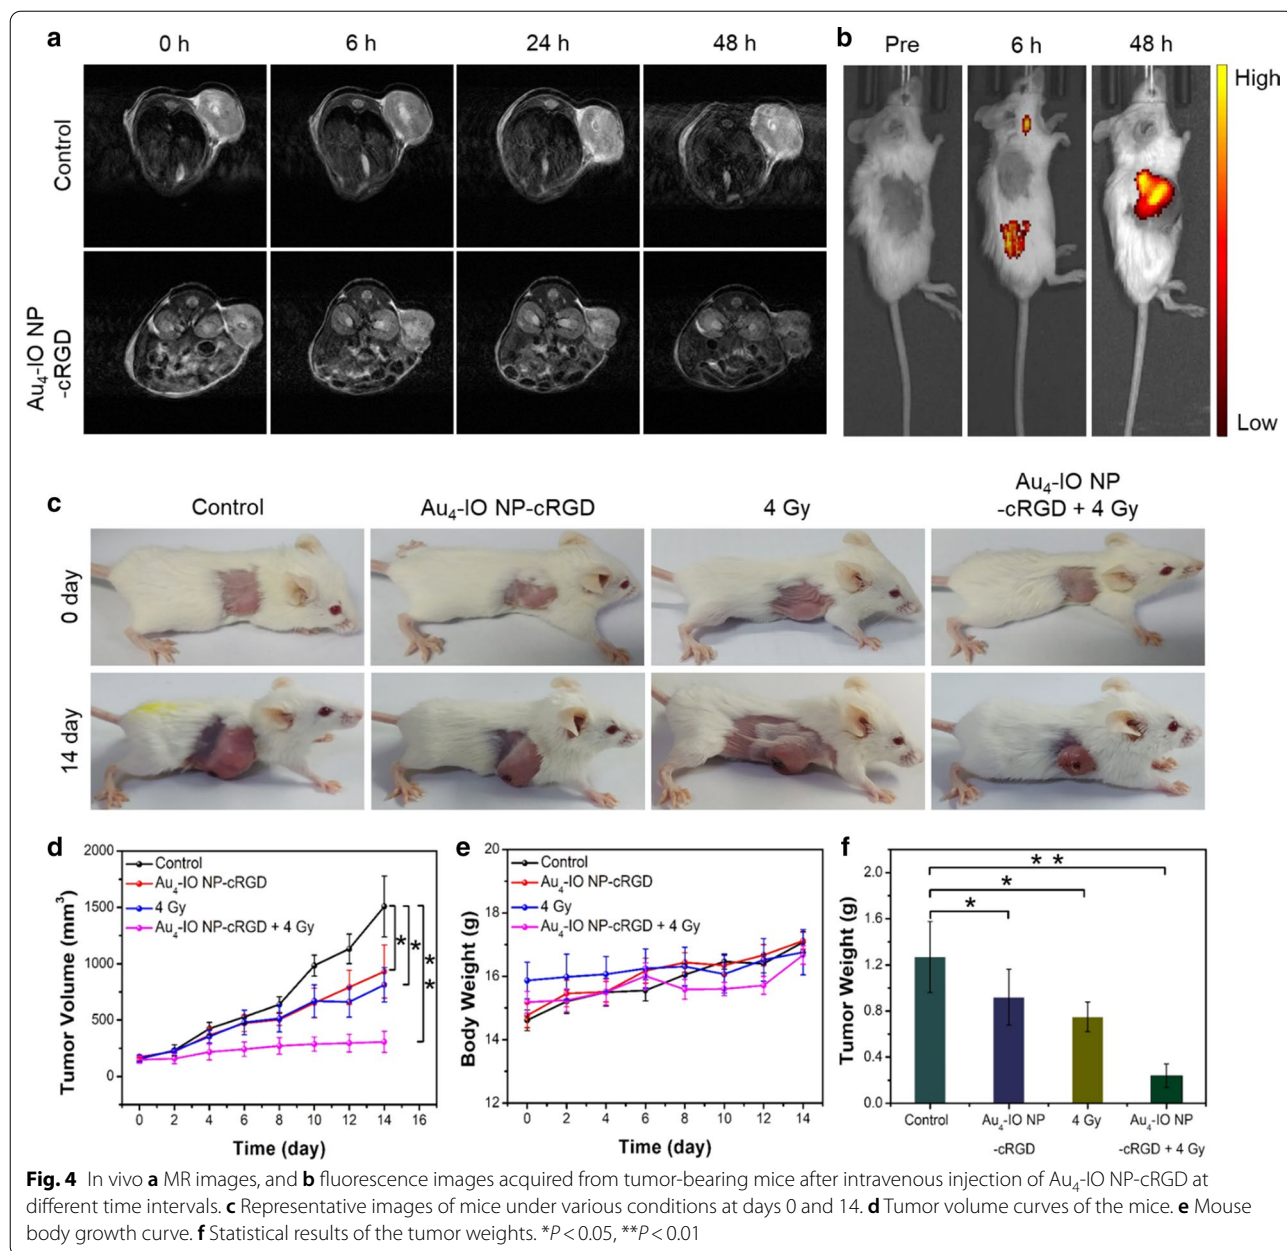 a
0 h
6 h
24 h
48 h
Control
Au₄-IO NP
-cRGD
b
Pre
6 h
48 h
High
Low
c
Control
Au₄-IO NP-cRGD
4 Gy
Au₄-IO NP
-cRGD + 4 Gy
0 day
14 day
d
2000
1500
1000
500
0
Tumor Volume (mm³)
Control
Au₄-IO NP-cRGD
4 Gy
Au₄-IO NP-cRGD + 4 Gy
*
*
* *
0 2 4 6 8 10 12 14 16
Time (day)
e
20
18
16
14
12
Body Weight (g)
Control
Au₄-IO NP-cRGD
4 Gy
Au₄-IO NP-cRGD + 4 Gy
0 2 4 6 8 10 12 14
Time (day)
f
2.0
1.6
1.2
0.8
0.4
0.0
Tumor Weight (g)
* *
*
*
Control
Au₄-IO NP
-cRGD
4 Gy
Au₄-IO NP
-cRGD + 4 Gy
Fig. 4 In vivo a MR images, and b fluorescence images acquired from tumor-bearing mice after intravenous injection of Au₄-IO NP-cRGD at
different time intervals. c Representative images of mice under various conditions at days 0 and 14. d Tumor volume curves of the mice. e Mouse
body growth curve. f Statistical results of the tumor weights. *P < 0.05, **P < 0.01